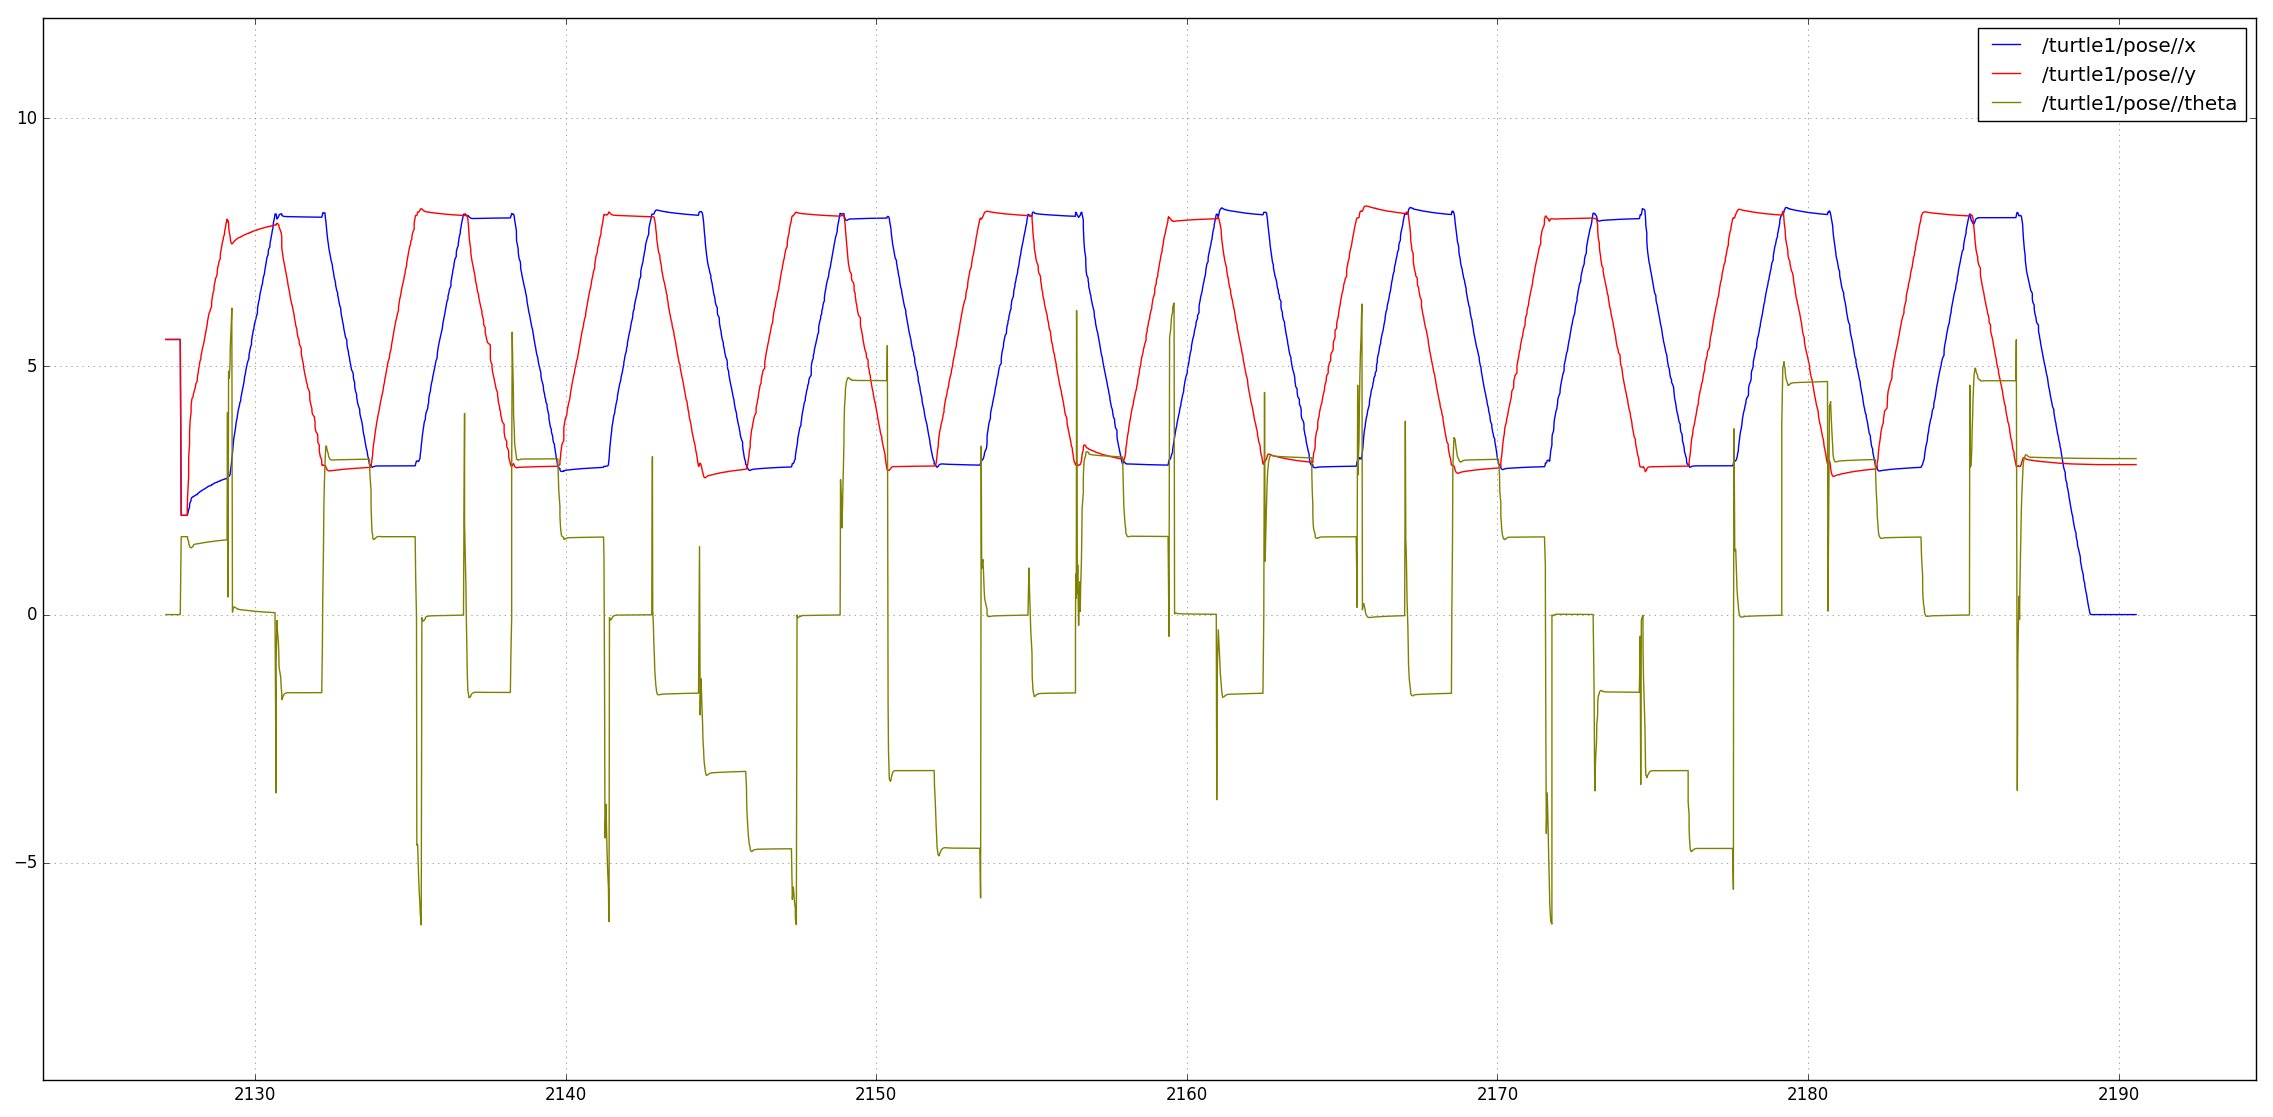 /turtle1/pose//x
/turtle1/pose//y
/turtle1/pose//theta
10
5
0
−5
2130 2140 2150 2160 2170 2180 2190